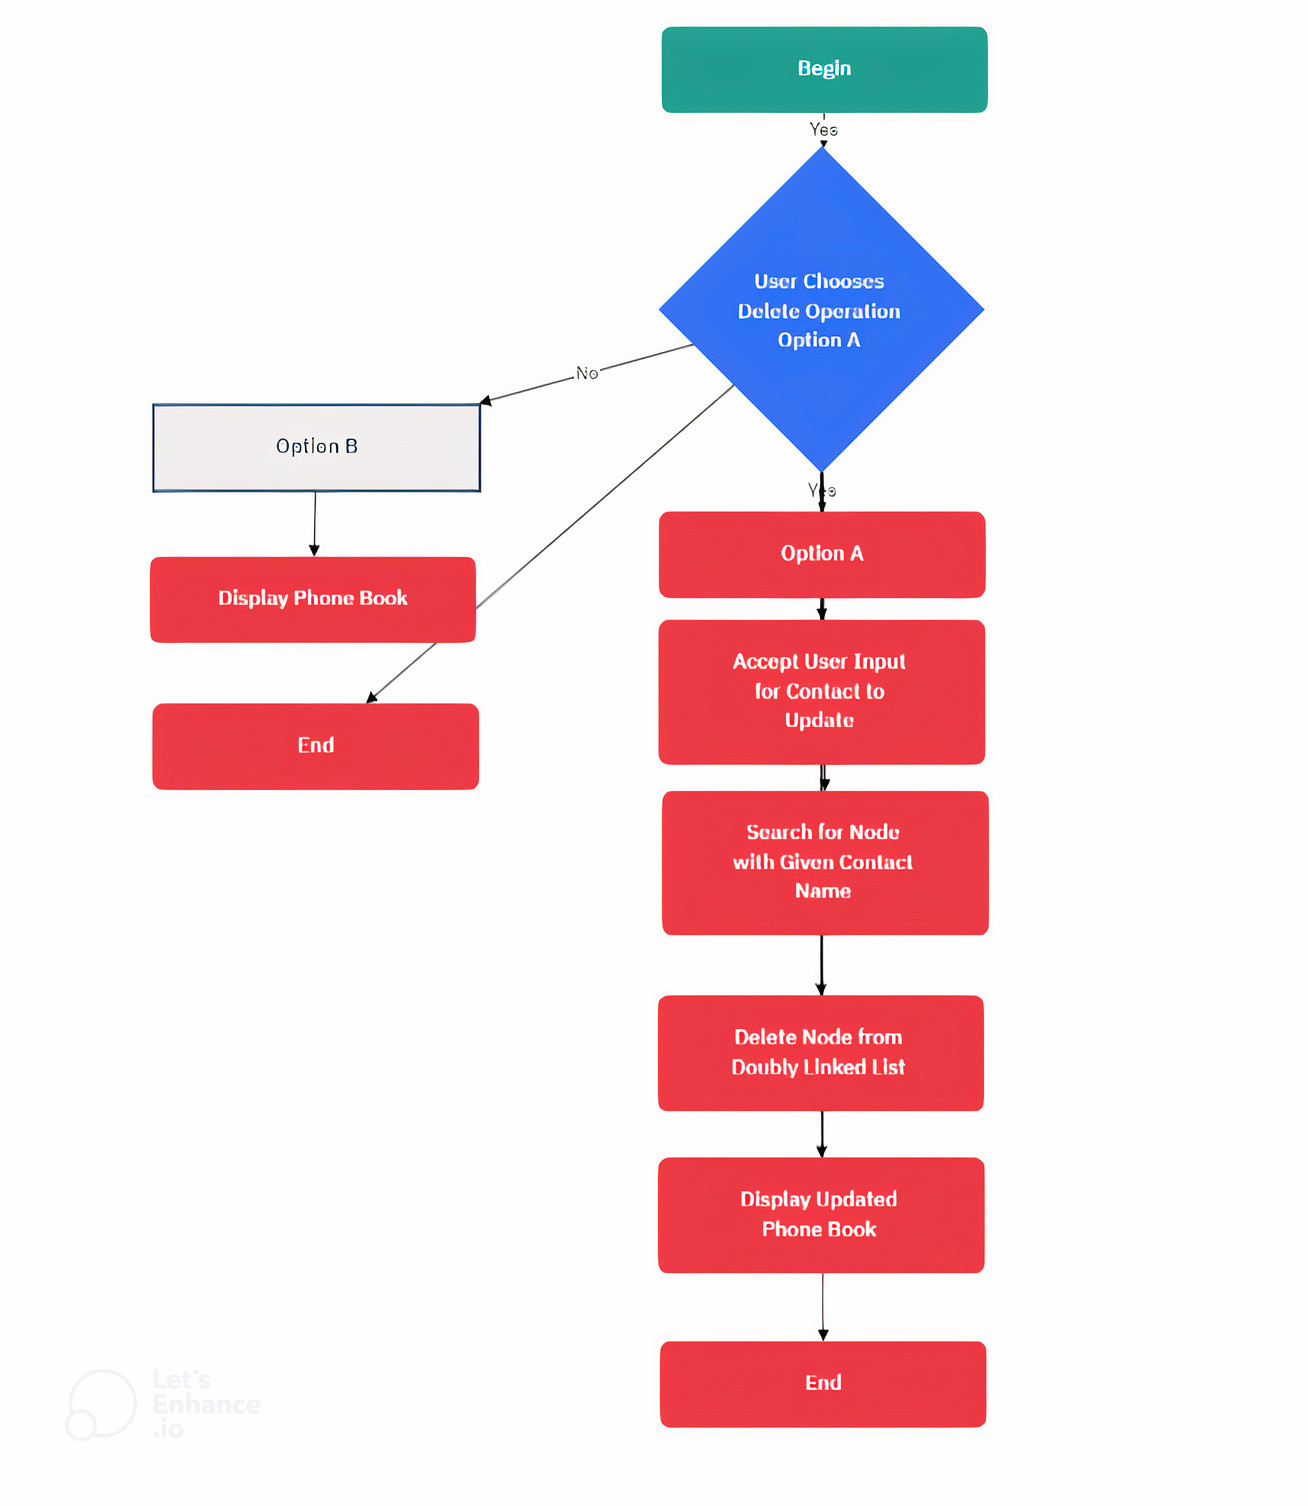 Begin
Yes
User Chooses
Delete Operation
Option A
No
Option B
Yes
Option A
Display Phone Book
Accept User Input
for Contact to
Update
End
Search for Node
with Given Contact
Name
Delete Node from
Doubly Linked List
Display Updated
Phone Book
End
Let's
Enhance
.io